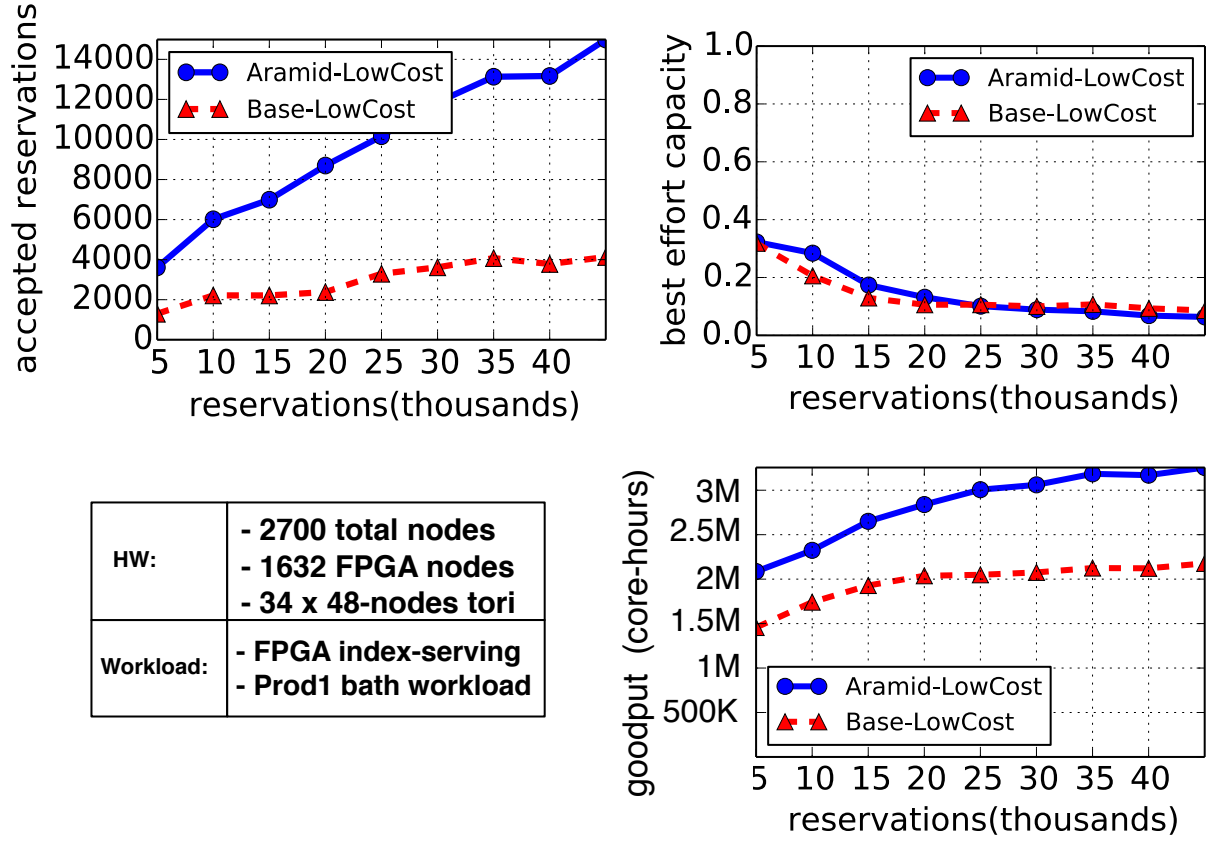 accepted reservations
14000
12000
10000
8000
6000
4000
2000
0
Aramid-LowCost
Base-LowCost
5 10 15 20 25 30 35 40
reservations(thousands)
best effort capacity
1.0
0.8
0.6
0.4
0.2
0.0
Aramid-LowCost
Base-LowCost
5 10 15 20 25 30 35 40
reservations(thousands)
HW:
- 2700 total nodes
- 1632 FPGA nodes
- 34 x 48-nodes tori
Workload:
- FPGA index-serving
- Prod1 bath workload
goodput (core-hours)
3M
2.5M
2M
1.5M
1M
500K
Aramid-LowCost
Base-LowCost
5 10 15 20 25 30 35 40
reservations(thousands)